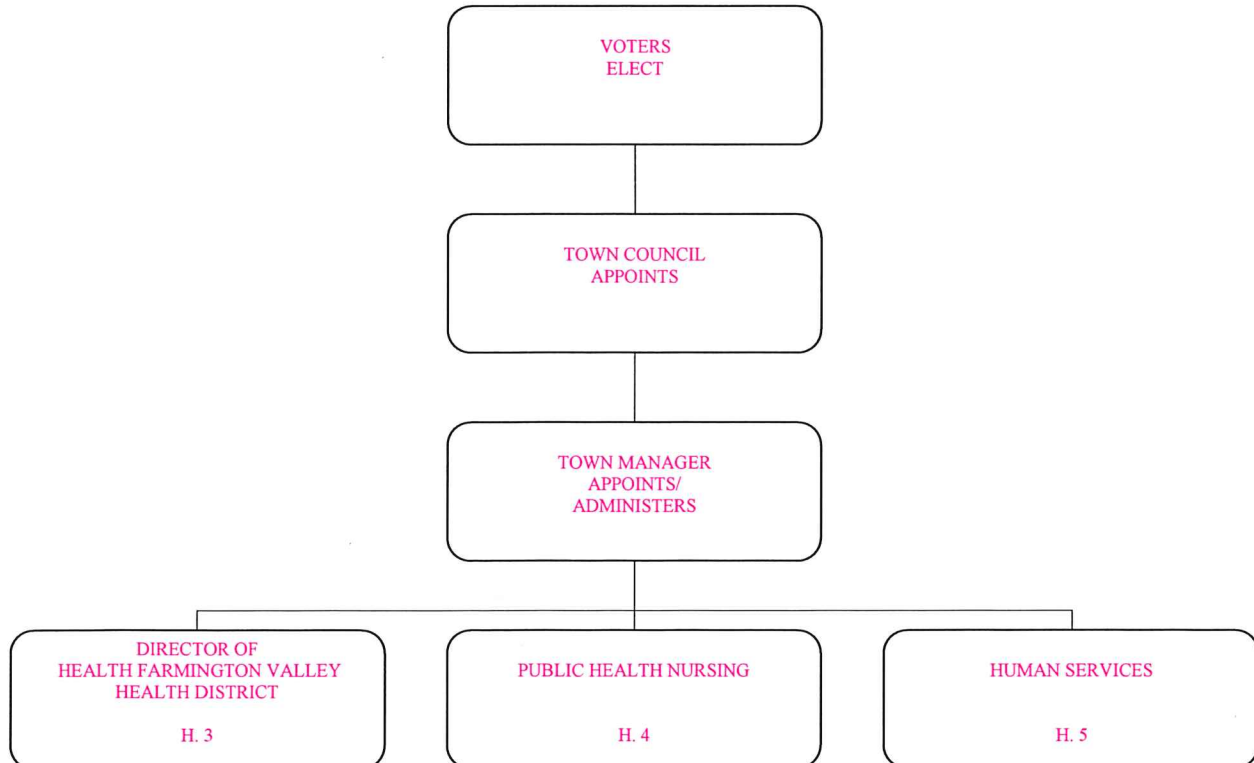 VOTERS
ELECT
TOWN COUNCIL
APPOINTS
TOWN MANAGER
APPOINTS/
ADMINISTERS
DIRECTOR OF
HEALTH FARMINGTON VALLEY
HEALTH DISTRICT
H. 3
PUBLIC HEALTH NURSING
H. 4
HUMAN SERVICES
H. 5